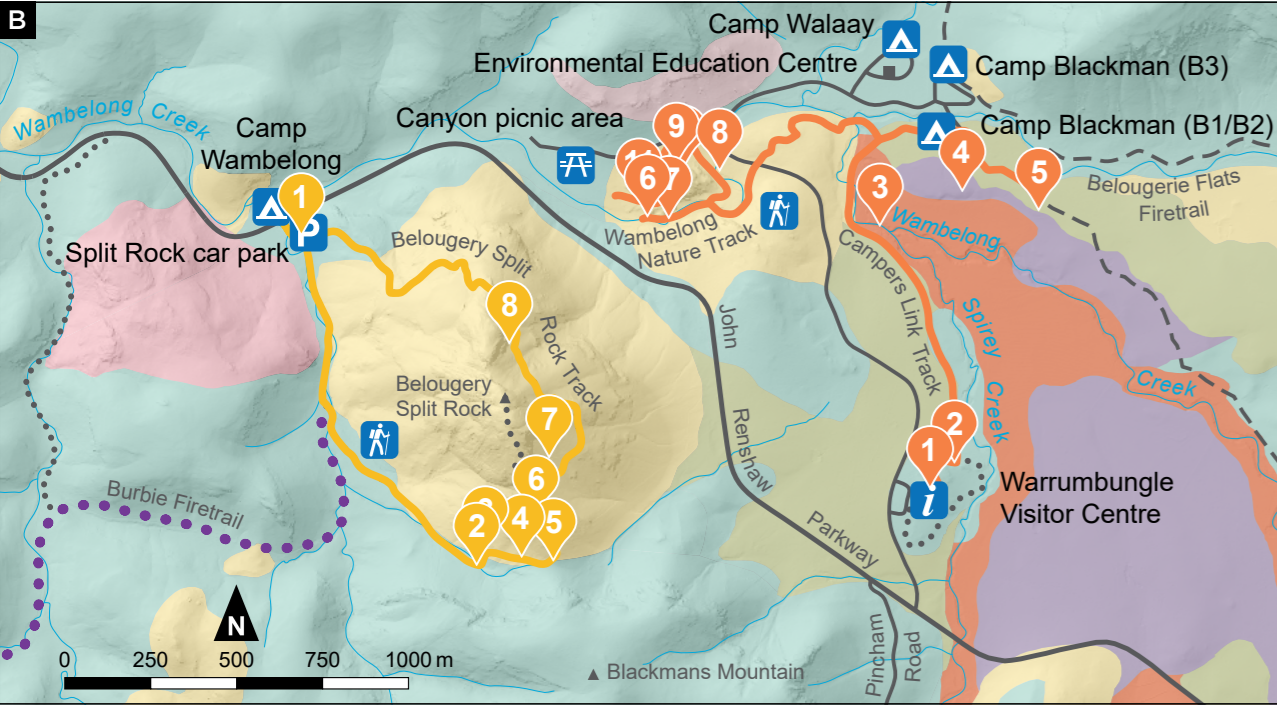 B
Camp Walaay
Environmental Education Centre
Camp Blackman (B3)
Wambelong Creek
Canyon picnic area
Camp Blackman (B1/B2)
Camp
Wambelong
9
8
6
7
4
5
3
1
P
Belougerie Flats
Firetrail
Wambelong
Nature Track
Wambelong
Creek
Split Rock car park
Belougery Split
Rock Track
8
John
Renshaw
Parkway
Campers Link Track
Spirey
Creek
Belougery
Split Rock
7
2
1
6
i
Warrumbungle
Visitor Centre
Burbie Firetrail
2
4
5
N
0 250 500 750 1000 m
Blackmans Mountain
Pincham
Road